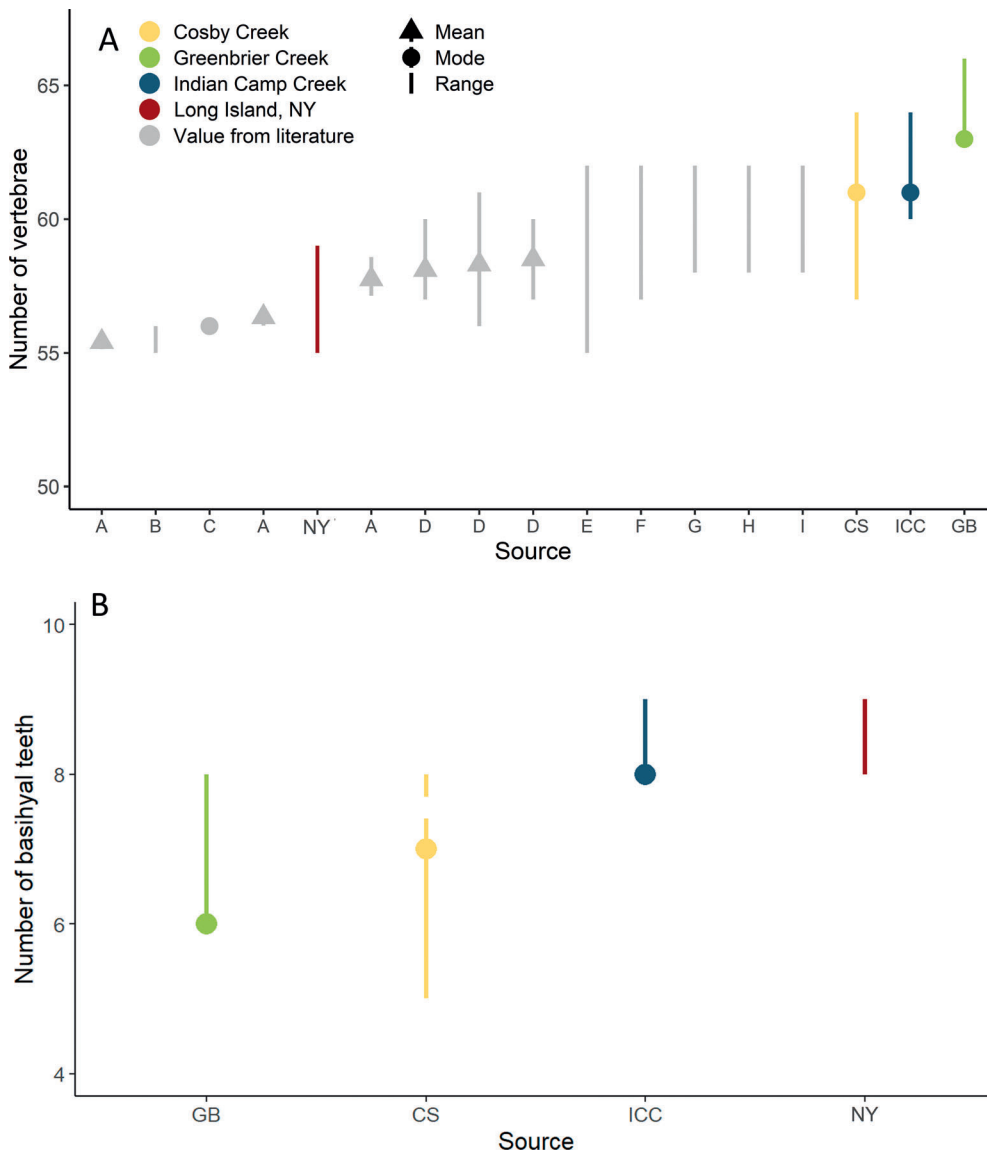 A
Cosby Creek
Greenbrier Creek
Indian Camp Creek
Long Island, NY
Value from literature
Mean
Mode
Range
Number of vertebrae
65
60
55
50
A B C A NY A D D D E F G H I CS ICC GB
Source
B
Number of basihyal teeth
10
8
6
4
GB CS ICC NY
Source